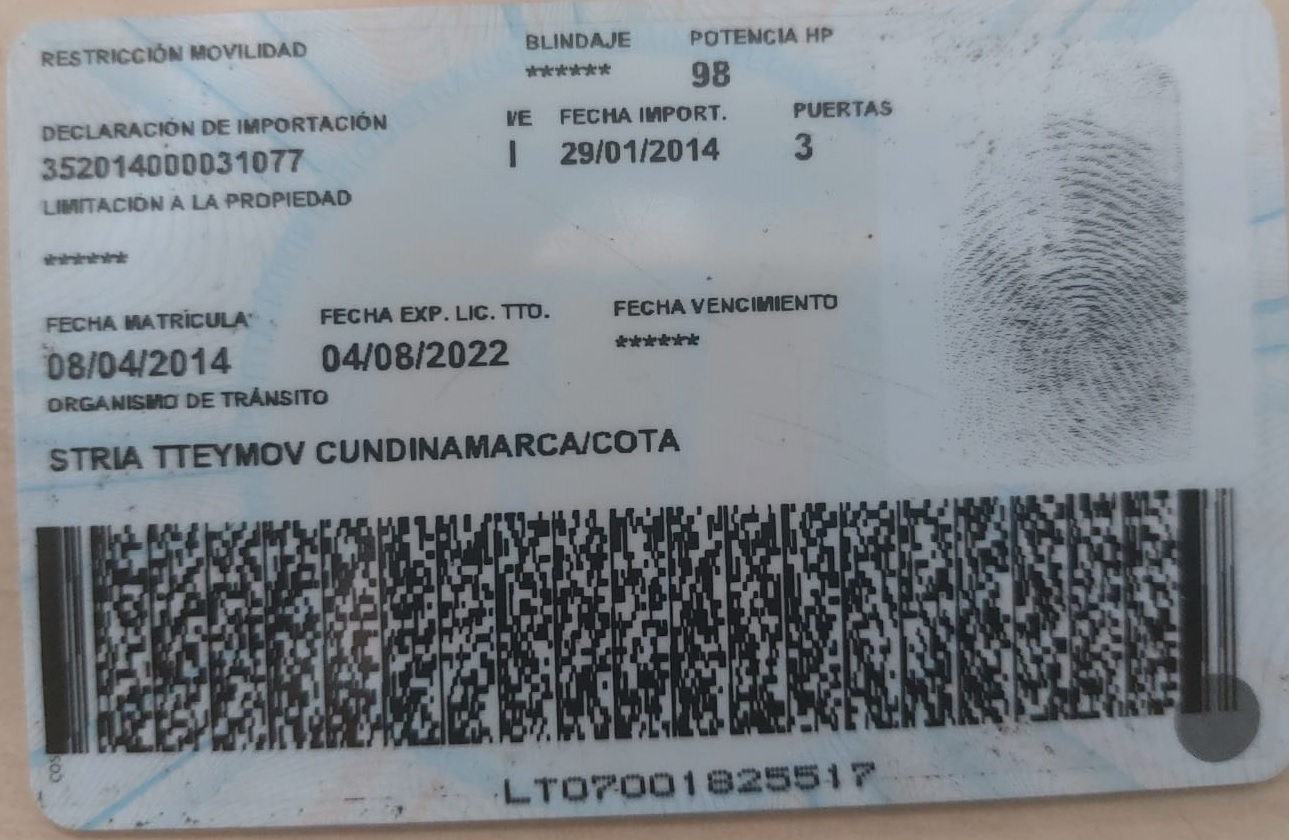 RESTRICCIÓN MOVILIDAD BLINDAJE POTENCIA HP
****** 98
DECLARACIÓN DE IMPORTACIÓN I/E FECHA IMPORT. PUERTAS
352014000031077 I 29/01/2014 3
LIMITACIÓN A LA PROPIEDAD
******
FECHA MATRÍCULA FECHA EXP. LIC. TTO. FECHA VENCIMIENTO
08/04/2014 04/08/2022 ******
ORGANISMO DE TRÁNSITO
STRIA TTEYMOV CUNDINAMARCA/COTA
LT07001825517